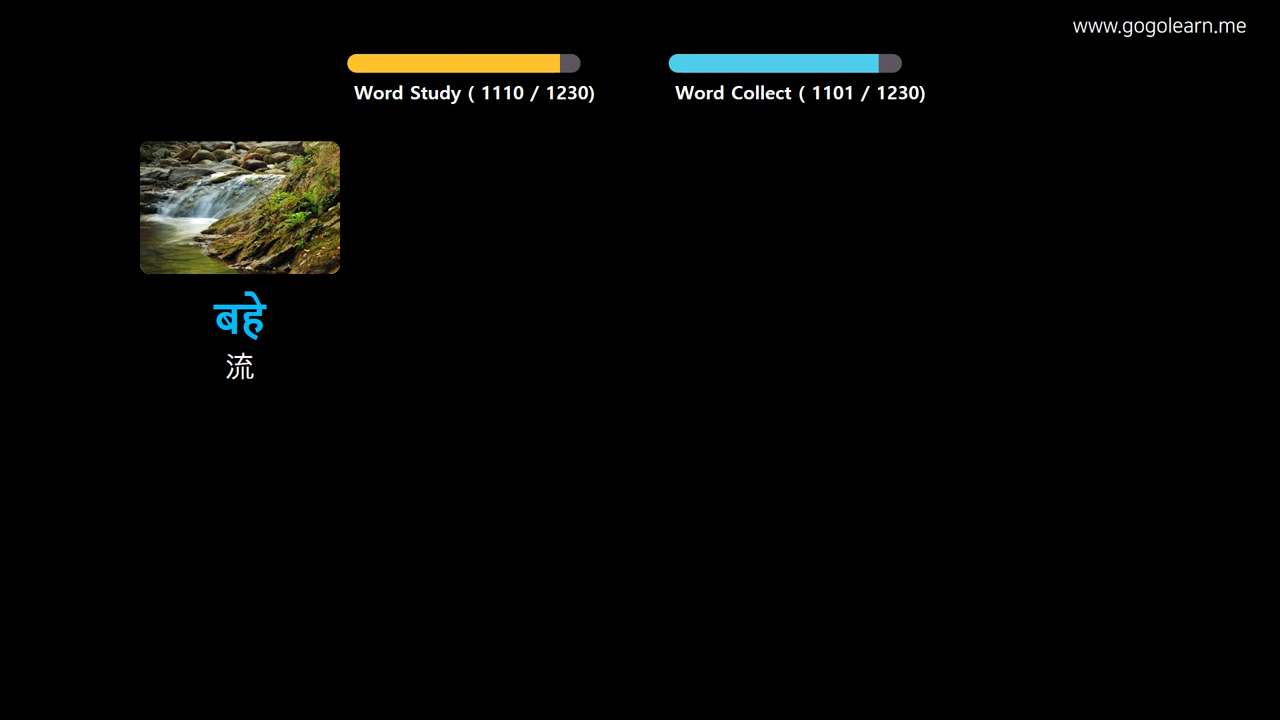 www.gogolearn.me
Word Study ( 1110 / 1230)
Word Collect ( 1101 / 1230)
बहे
流